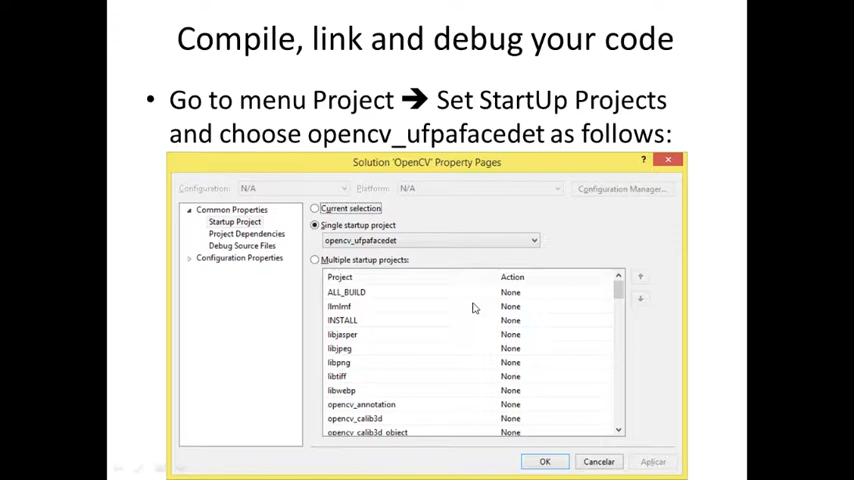 Compile, link and debug your code
• Go to menu Project ➔ Set StartUp Projects
and choose opencv_ufpafacedet as follows:
Solution 'OpenCV' Property Pages
? ×
Configuration: N/A Platform: N/A Configuration Manager...
Common Properties
Startup Project
Project Dependencies
Debug Source Files
Configuration Properties
Current selection
Single startup project
opencv_ufpafacedet
Multiple startup projects:
Project Action
ALL_BUILD None
IlmImf None
INSTALL None
libjasper None
libjpeg None
libpng None
libtiff None
libwebp None
opencv_annotation None
opencv_calib3d None
opencv_calib3d_object None
OK Cancelar Aplicar